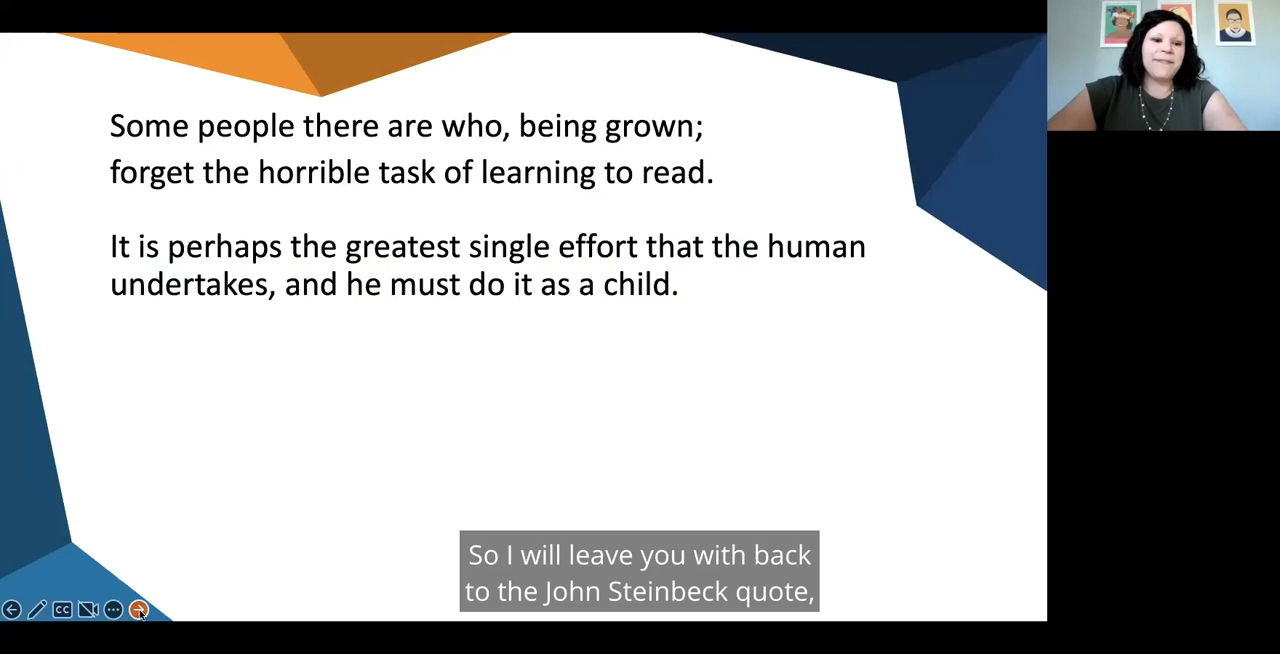 Some people there are who, being grown;
forget the horrible task of learning to read.
It is perhaps the greatest single effort that the human
undertakes, and he must do it as a child.
So I will leave you with back
to the John Steinbeck quote,
CC